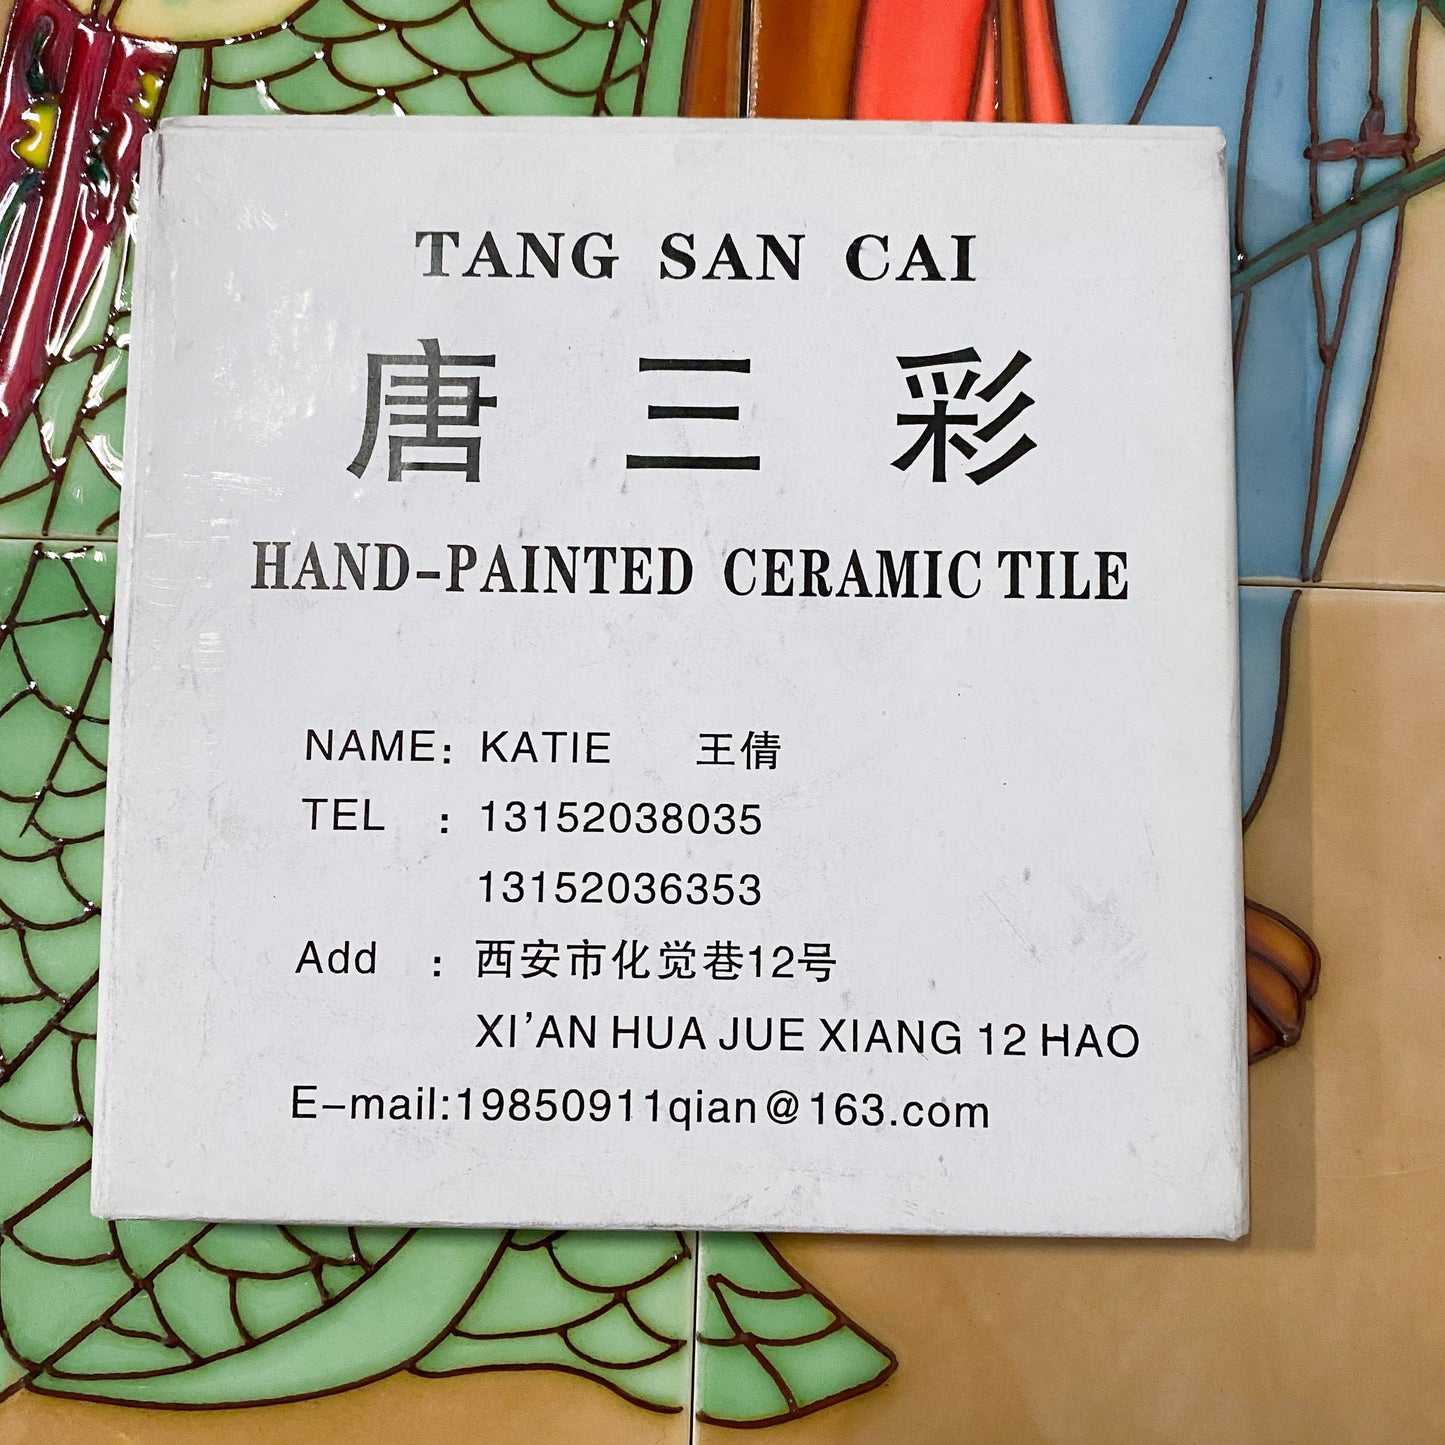 TANG SAN CAI
唐三彩
HAND-PAINTED CERAMIC TILE
NAME: KATIE 王倩
TEL : 13152038035
13152036353
Add : 西安市化觉巷12号
XI'AN HUA JUE XIANG 12 HAO
E-mail:19850911qian@163.com